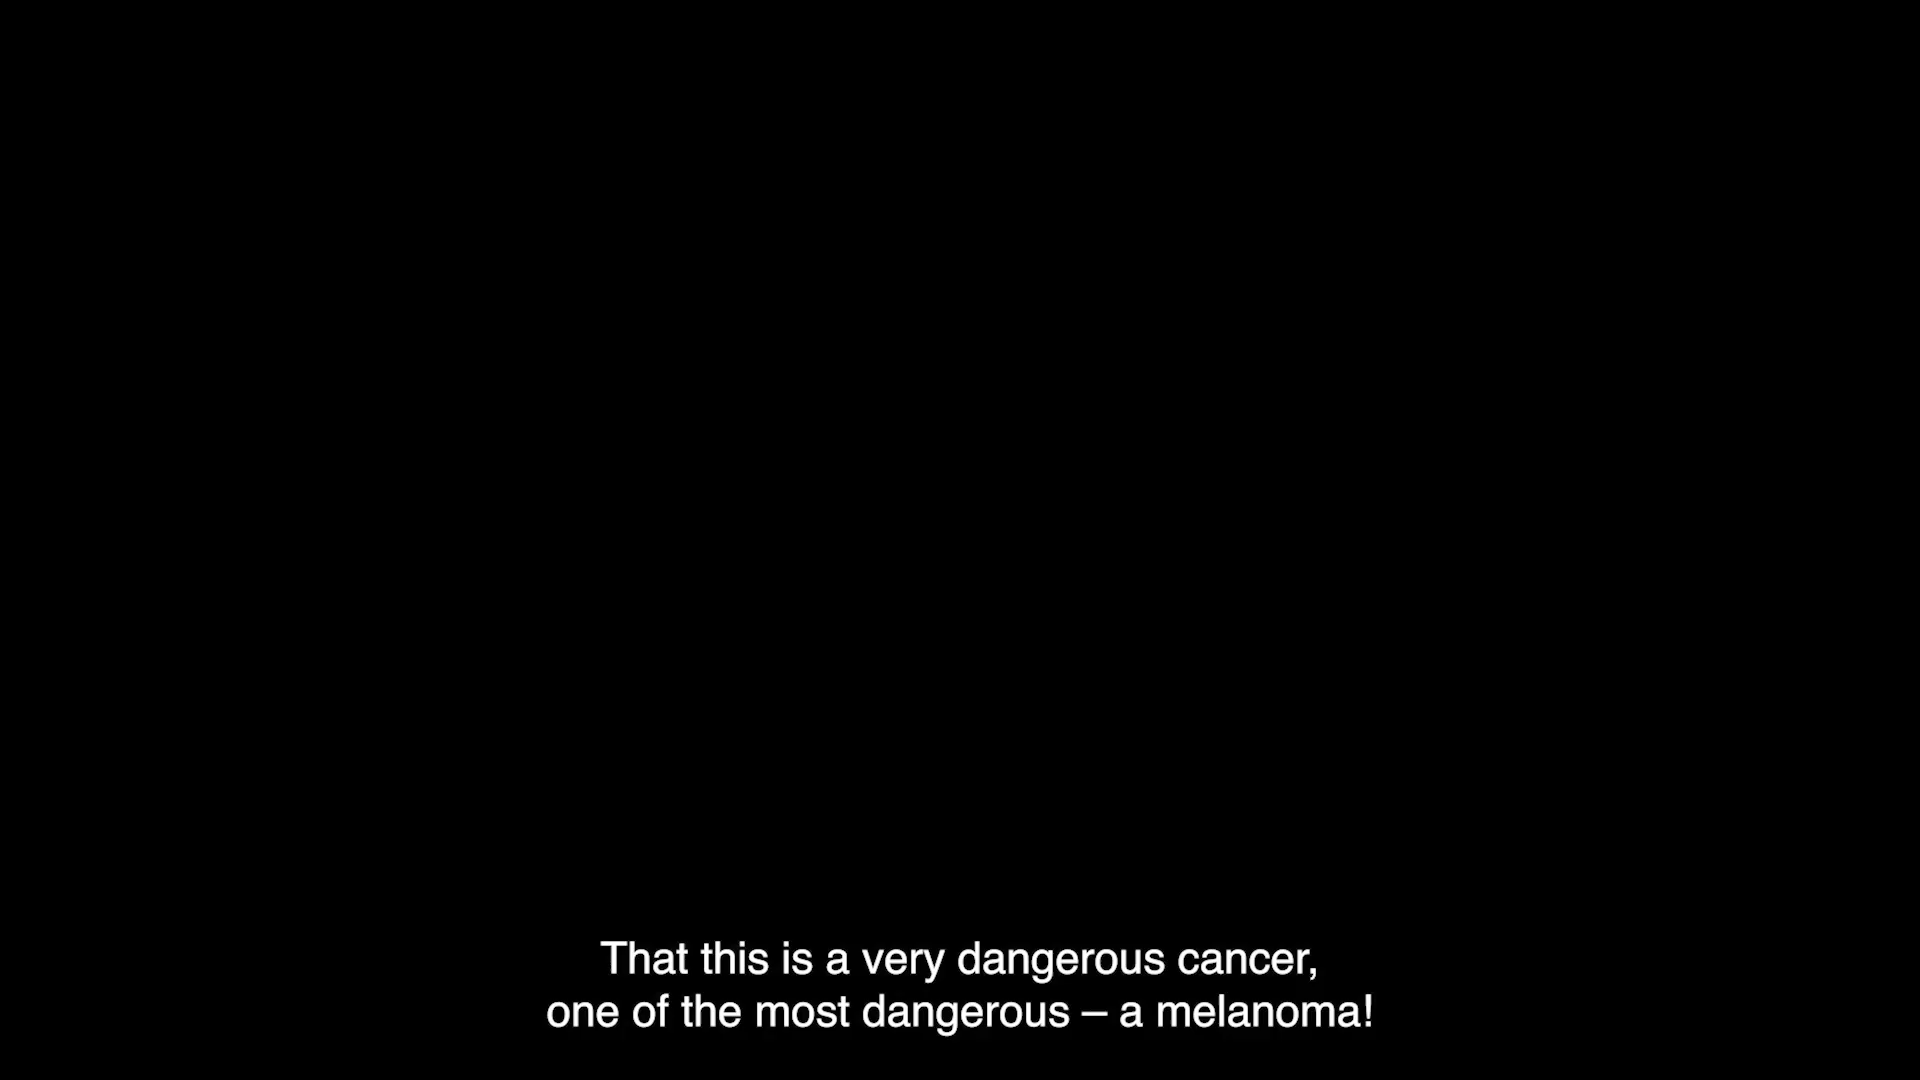 That this is a very dangerous cancer,
one of the most dangerous – a melanoma!